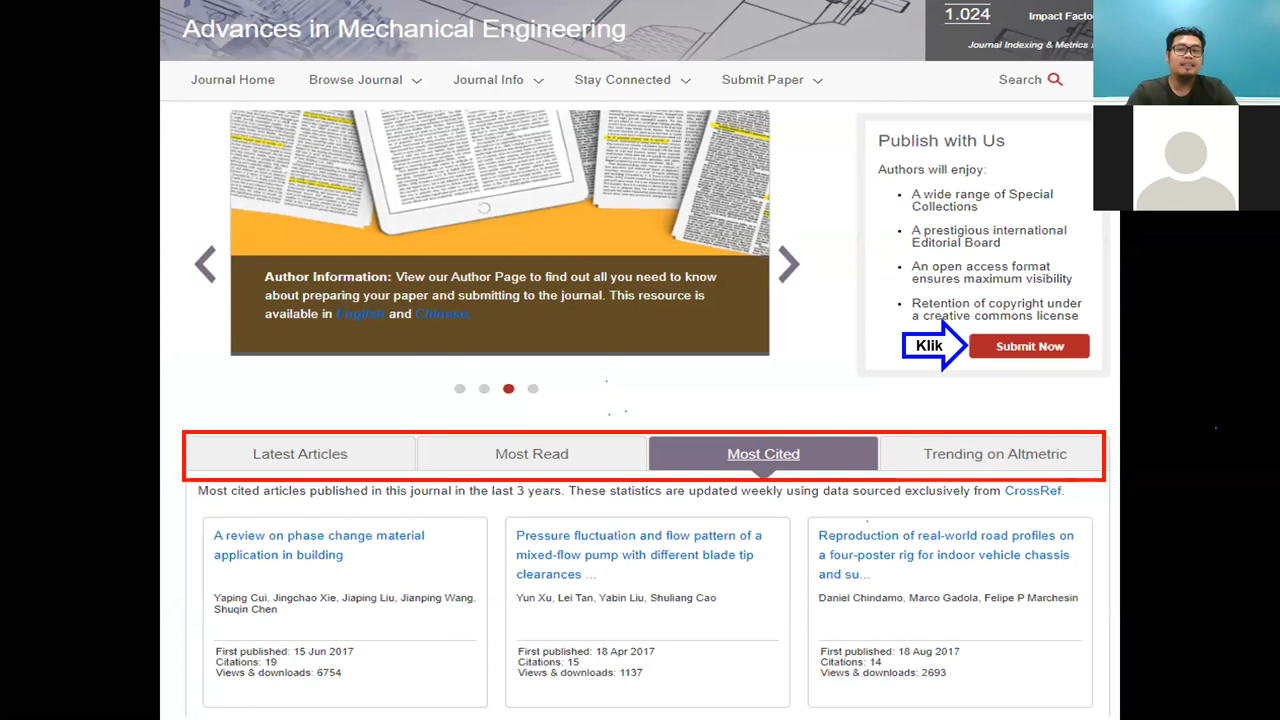 Advances in Mechanical Engineering
1.024
Impact Facto
Journal Indexing & Metrics »
Journal Home
Browse Journal
Journal Info
Stay Connected
Submit Paper
Search
Author Information: View our Author Page to find out all you need to know
about preparing your paper and submitting to the journal. This resource is
available in English and Chinese.
Publish with Us
Authors will enjoy:
• A wide range of Special
Collections
• A prestigious international
Editorial Board
• An open access format
ensures maximum visibility
• Retention of copyright under
a creative commons license
Klik
Submit Now
Latest Articles
Most Read
Most Cited
Trending on Altmetric
Most cited articles published in this journal in the last 3 years. These statistics are updated weekly using data sourced exclusively from CrossRef.
A review on phase change material
application in building
Yaping Cui, Jingchao Xie, Jiaping Liu, Jianping Wang,
Shuqin Chen
First published: 15 Jun 2017
Citations: 19
Views & downloads: 6754
Pressure fluctuation and flow pattern of a
mixed-flow pump with different blade tip
clearances ...
Yun Xu, Lei Tan, Yabin Liu, Shuliang Cao
First published: 18 Apr 2017
Citations: 15
Views & downloads: 1137
Reproduction of real-world road profiles on
a four-poster rig for indoor vehicle chassis
and su...
Daniel Chindamo, Marco Gadola, Felipe P Marchesin
First published: 18 Aug 2017
Citations: 14
Views & downloads: 2693